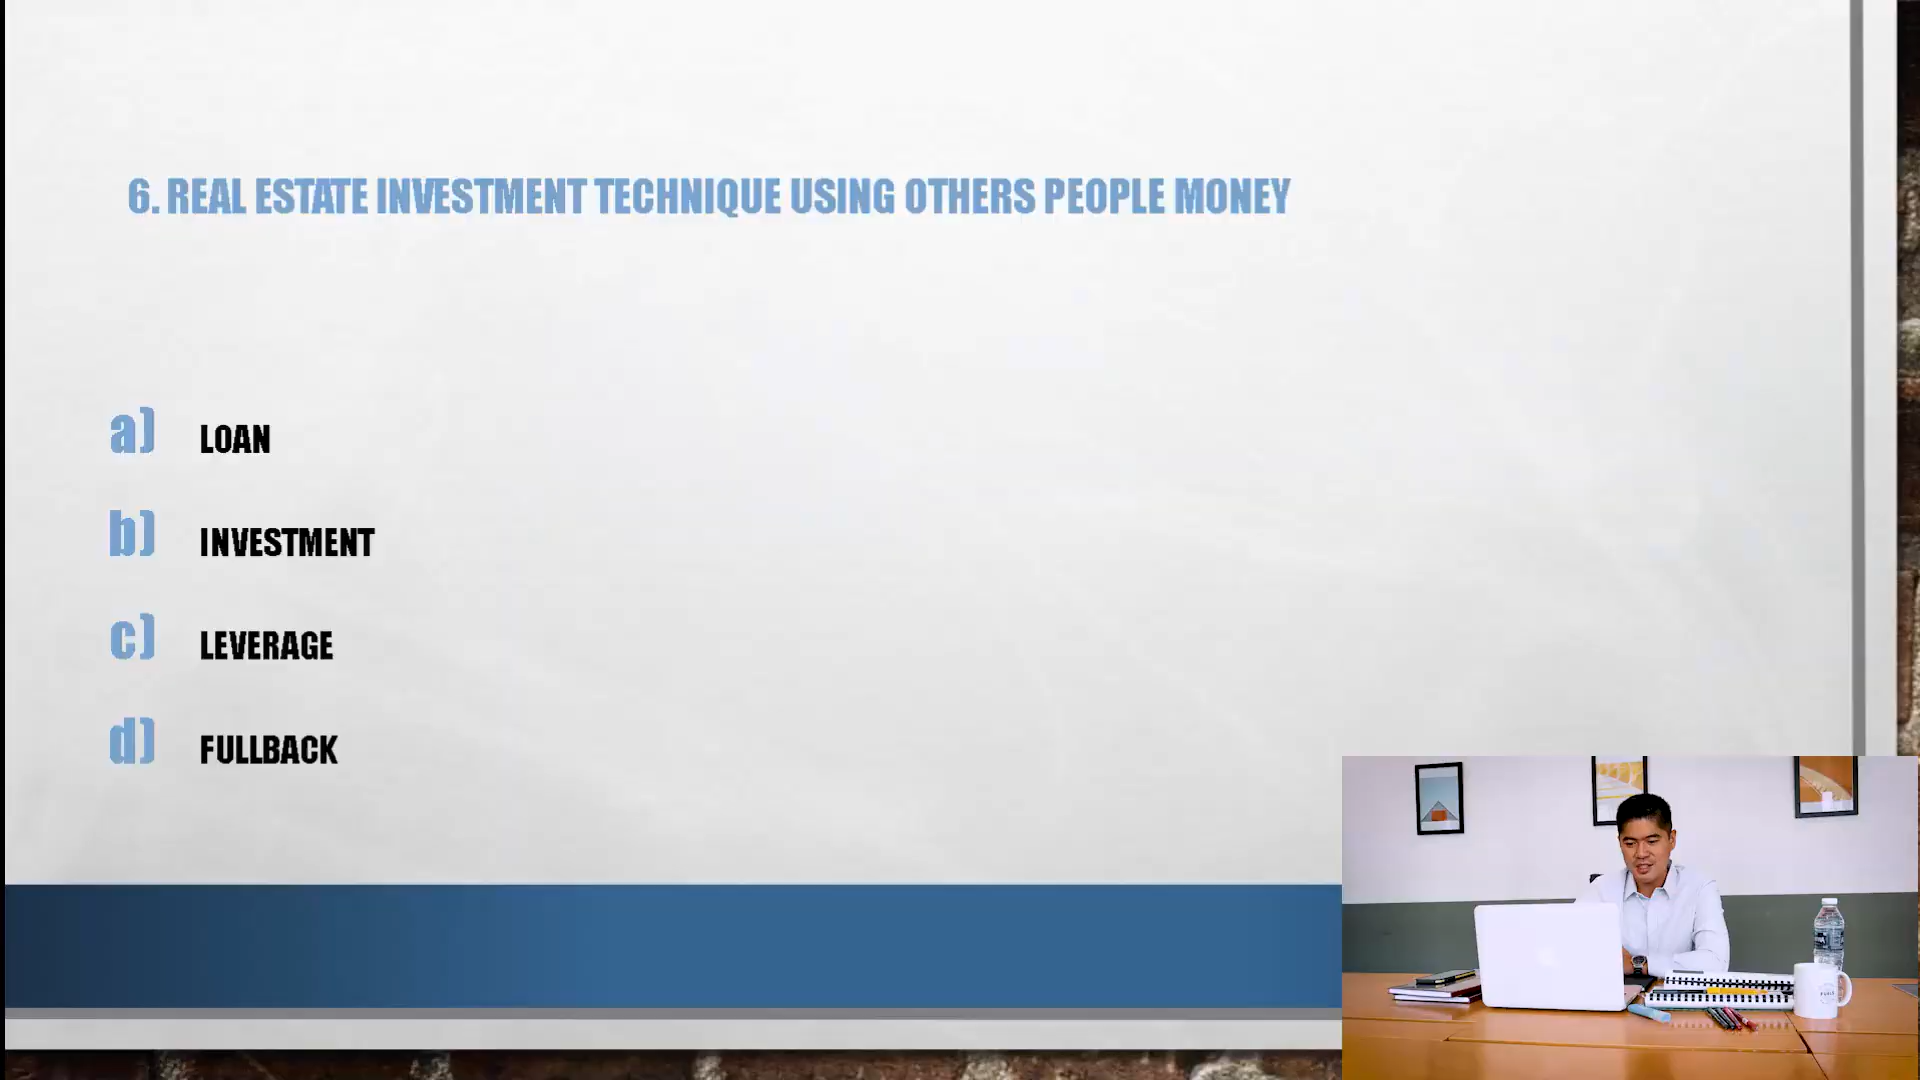 6. REAL ESTATE INVESTMENT TECHNIQUE USING OTHERS PEOPLE MONEY
a) LOAN
b) INVESTMENT
c) LEVERAGE
d) FULLBACK